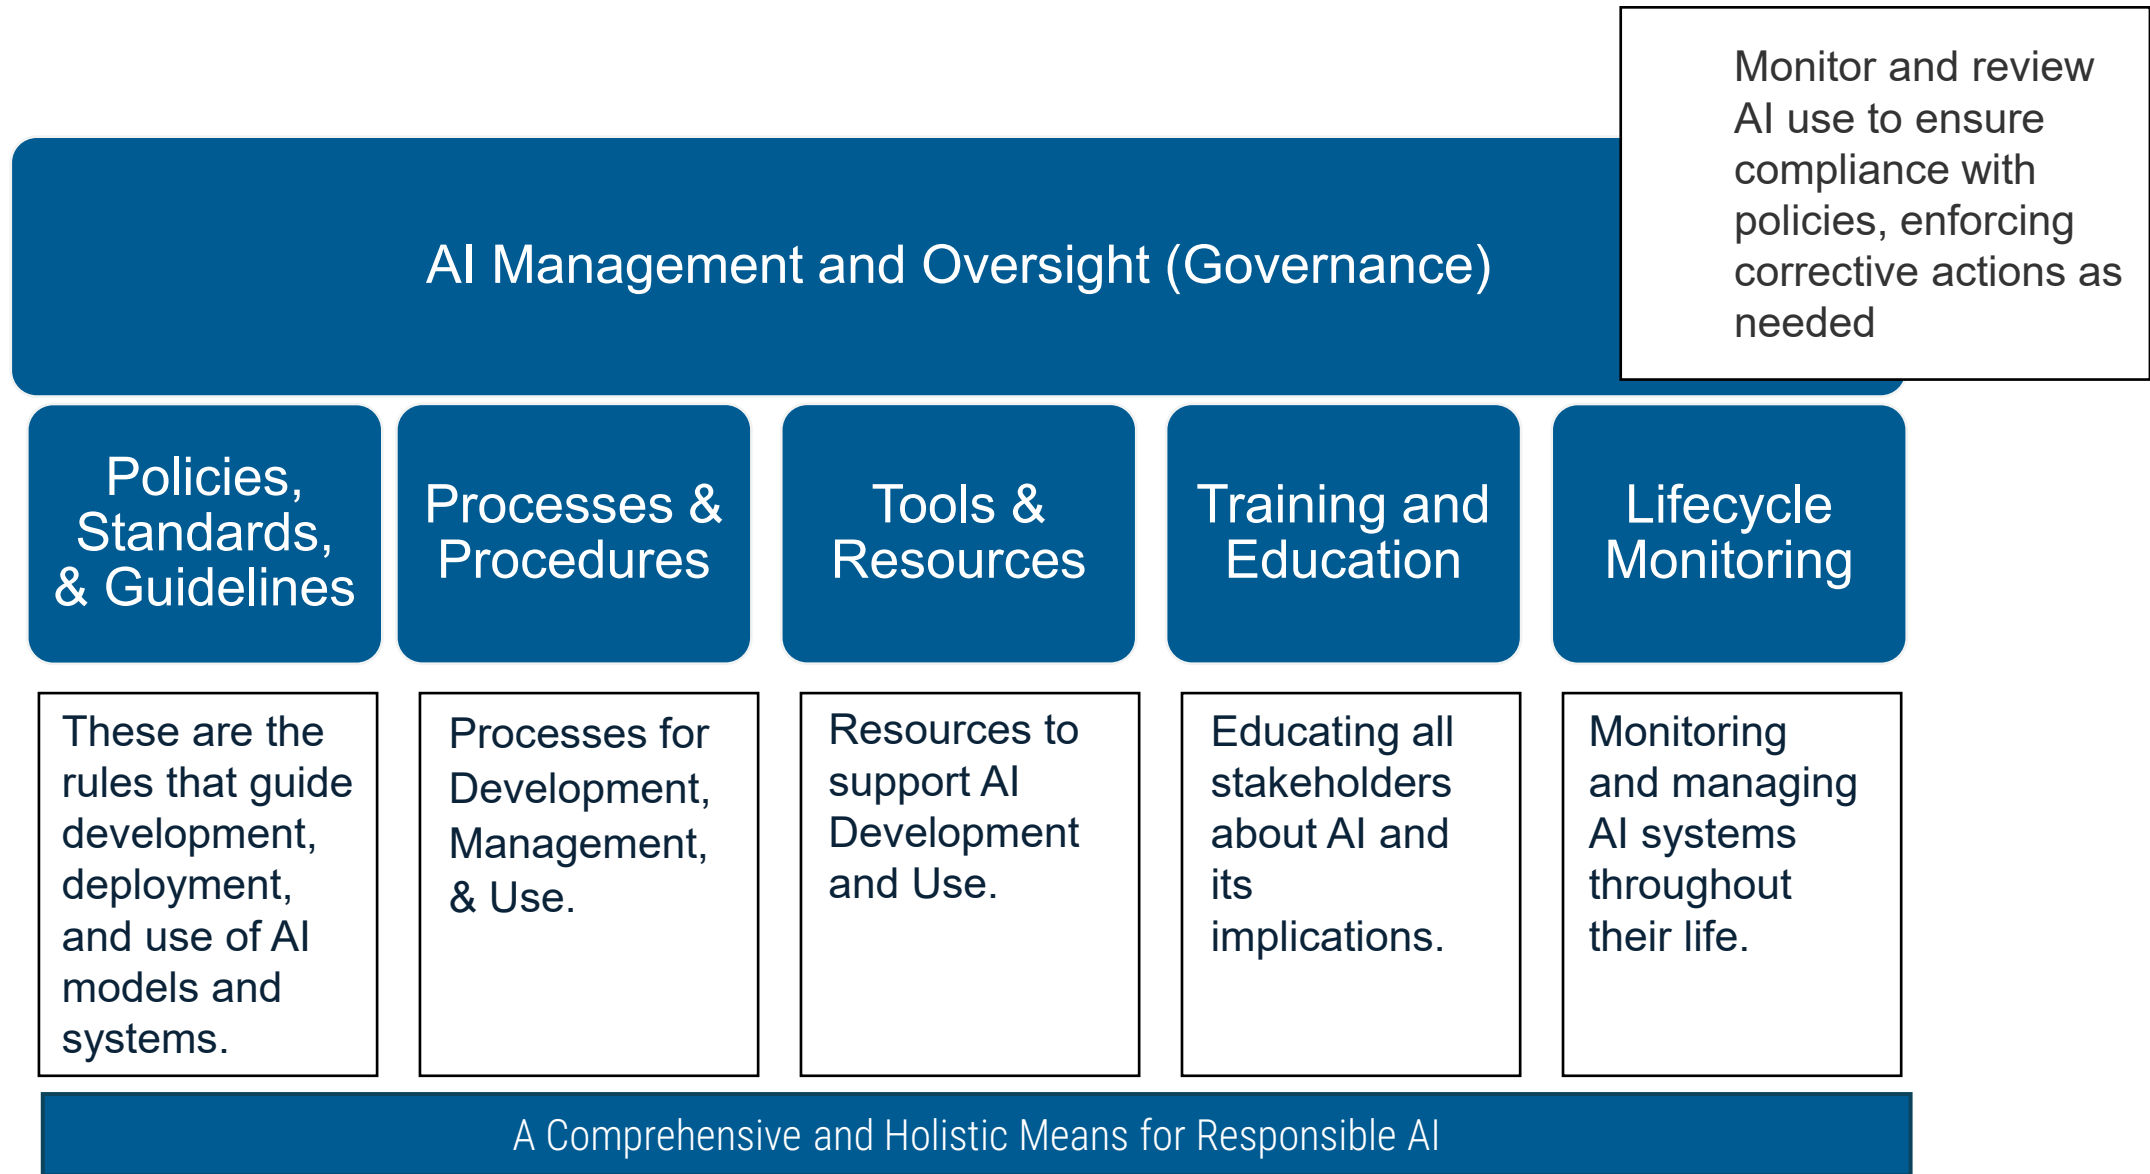 Monitor and review
AI use to ensure
compliance with
policies, enforcing
corrective actions as
needed
AI Management and Oversight (Governance)
Policies,
Standards,
& Guidelines
Processes &
Procedures
Tools &
Resources
Training and
Education
Lifecycle
Monitoring
These are the
rules that guide
development,
deployment,
and use of AI
models and
systems.
Processes for
Development,
Management,
& Use.
Resources to
support AI
Development
and Use.
Educating all
stakeholders
about AI and
its
implications.
Monitoring
and managing
AI systems
throughout
their life.
A Comprehensive and Holistic Means for Responsible AI